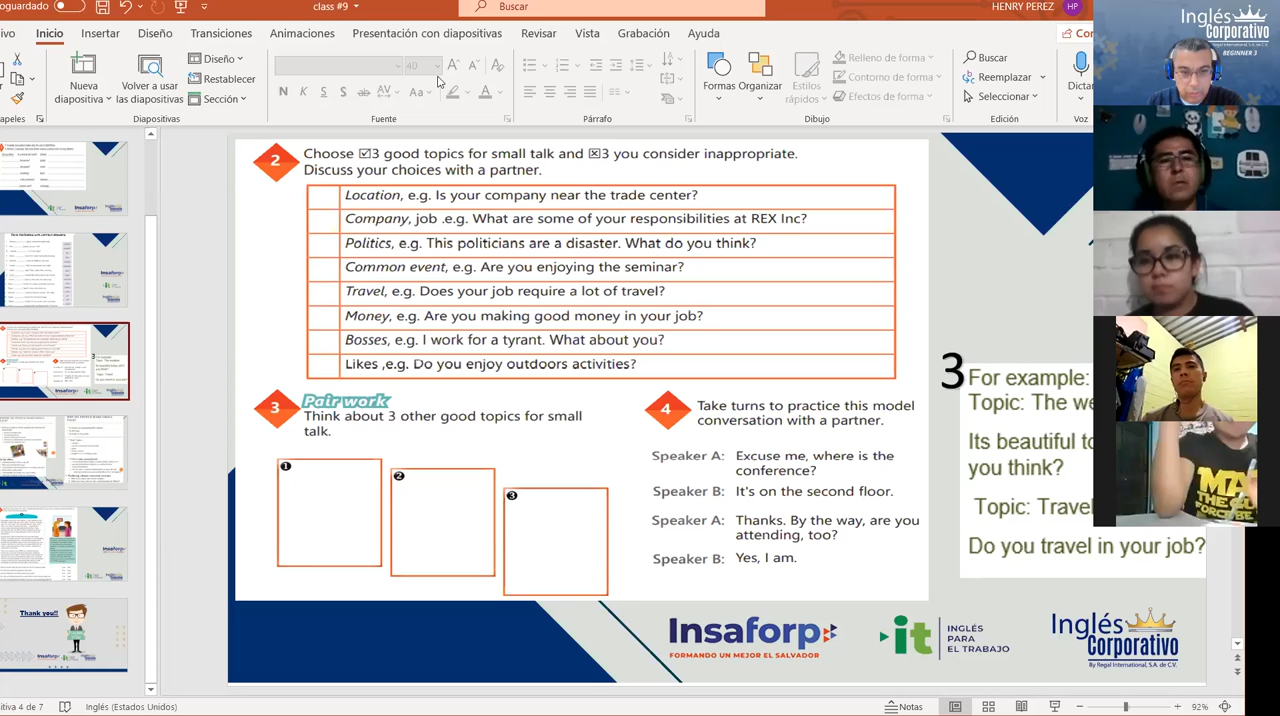 oguardado
class #9
Buscar
HENRY PEREZ
HP
Inicio
Insertar
Diseño
Transiciones
Animaciones
Presentación con diapositivas
Revisar
Vista
Grabación
Ayuda
Nueva
diapositiva
Volver a usar
las diapositivas
Diseño
Restablecer
Sección
40
Formas
Organizar
Estilos
rápidos
Relleno de forma
Contorno de forma
Efectos de forma
Buscar
Reemplazar
Seleccionar
Dictar
Diapositivas
Fuente
Párrafo
Dibujo
Edición
Voz
Inglés
Corporativo
by Regal International, S.A. de C.V.
BEGINNER 3
2
Choose ☑3 good topics for small talk and ☒3 you consider inappropriate.
Discuss your choices with a partner.
Location, e.g. Is your company near the trade center?
Company, job .e.g. What are some of your responsibilities at REX Inc?
Politics, e.g. This politicians are a disaster. What do you think?
Common event, e.g. Are you enjoying the seminar?
Travel, e.g. Does your job require a lot of travel?
Money, e.g. Are you making good money in your job?
Bosses, e.g. I work for a tyrant. What about you?
Likes ,e.g. Do you enjoy outdoors activities?
3
Pair work
Think about 3 other good topics for small
talk.
1
2
3
4
Take turns to practice this model
conversation with a partner.
Speaker A: Excuse me, where is the
conference?
Speaker B: It's on the second floor.
Speaker A: Thanks. By the way, are you
attending, too?
Speaker B: Yes, I am.
3
For example:
Topic: The we
Its beautiful to
you think?
Topic: Travel
Do you travel in your job?
Insaforp
FORMANDO UN MEJOR EL SALVADOR
it
INGLÉS
PARA
EL TRABAJO
Inglés
Corporativo
By Regal International, S.A. de C.V.
Thank you!!
itiva 4 de 7
Inglés (Estados Unidos)
Notas
92%